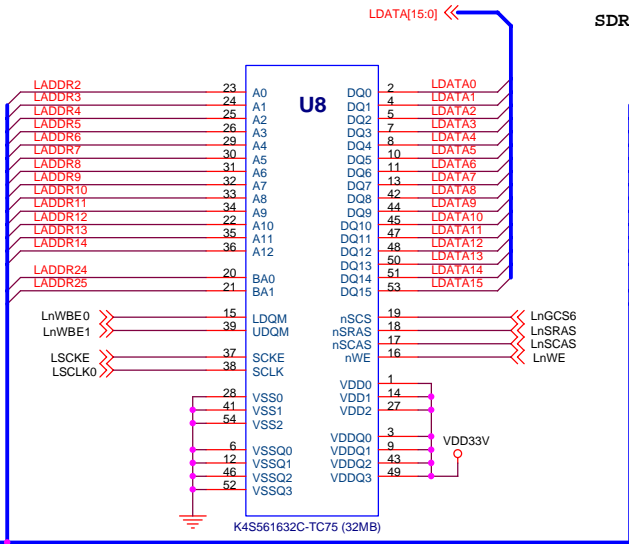 LDATA[15:0]
SDR
U8
LADDR2 23 A0 DQ0 2 LDATA0
LADDR3 24 A1 DQ1 4 LDATA1
LADDR4 25 A2 DQ2 5 LDATA2
LADDR5 26 A3 DQ3 7 LDATA3
LADDR6 29 A4 DQ4 8 LDATA4
LADDR7 30 A5 DQ5 10 LDATA5
LADDR8 31 A6 DQ6 11 LDATA6
LADDR9 32 A7 DQ7 13 LDATA7
LADDR10 33 A8 DQ8 42 LDATA8
LADDR11 34 A9 DQ9 44 LDATA9
LADDR12 22 A10 DQ10 45 LDATA10
LADDR13 35 A11 DQ11 47 LDATA11
LADDR14 36 A12 DQ12 48 LDATA12
DQ13 50 LDATA13
LADDR24 20 BA0 DQ14 51 LDATA14
LADDR25 21 BA1 DQ15 53 LDATA15
LnWBE0 15 LDQM nSCS 19 LnGCS6
LnWBE1 39 UDQM nSRAS 18 LnSRAS
nSCAS 17 LnSCAS
LSCKE 37 SCKE nWE 16 LnWE
LSCLK0 38 SCLK
VDD0 1
28 VSS0 VDD1 14
41 VSS1 VDD2 27
54 VSS2
VDDQ0 3
6 VSSQ0 VDDQ1 9 VDD33V
12 VSSQ1 VDDQ2 43
46 VSSQ2 VDDQ3 49
52 VSSQ3
K4S561632C-TC75 (32MB)